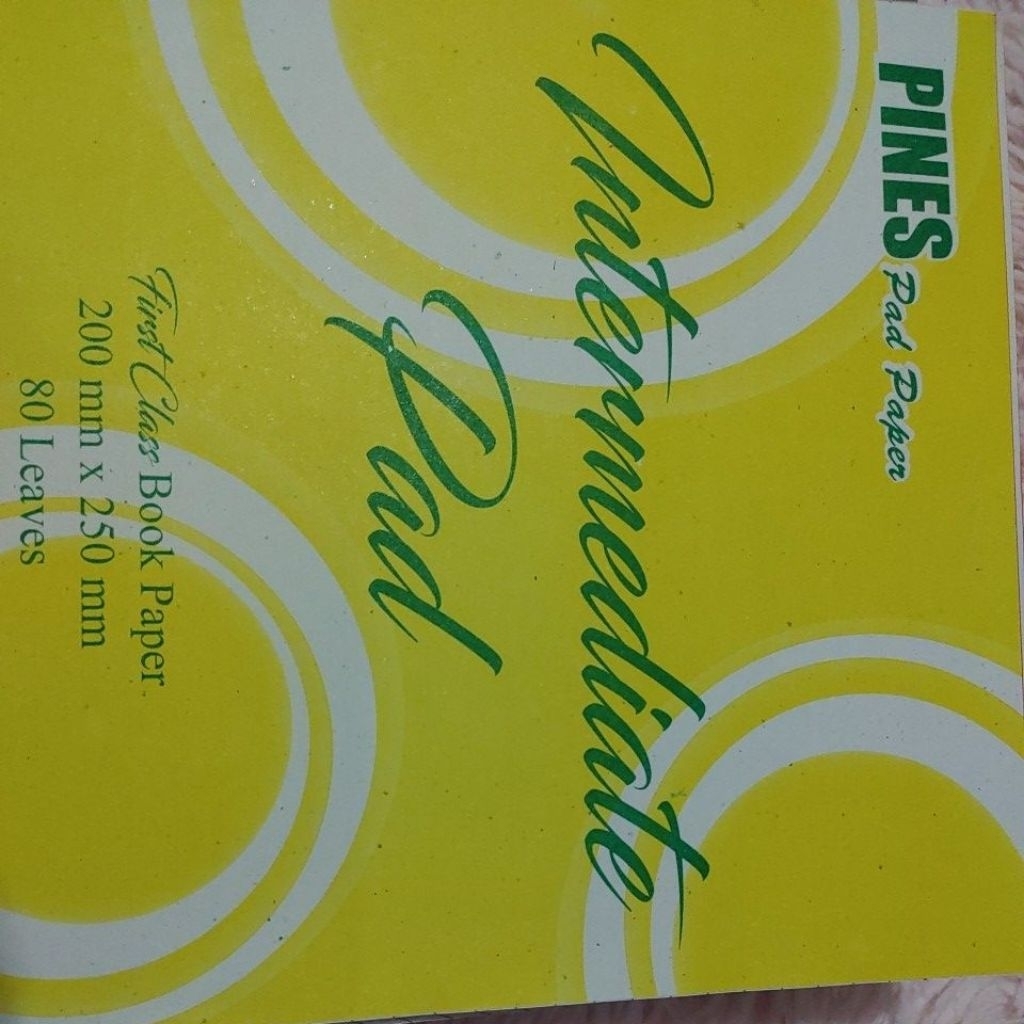 PINES Pad Paper
Intermediate
Pad
First Class Book Paper
200 mm x 250 mm
80 Leaves